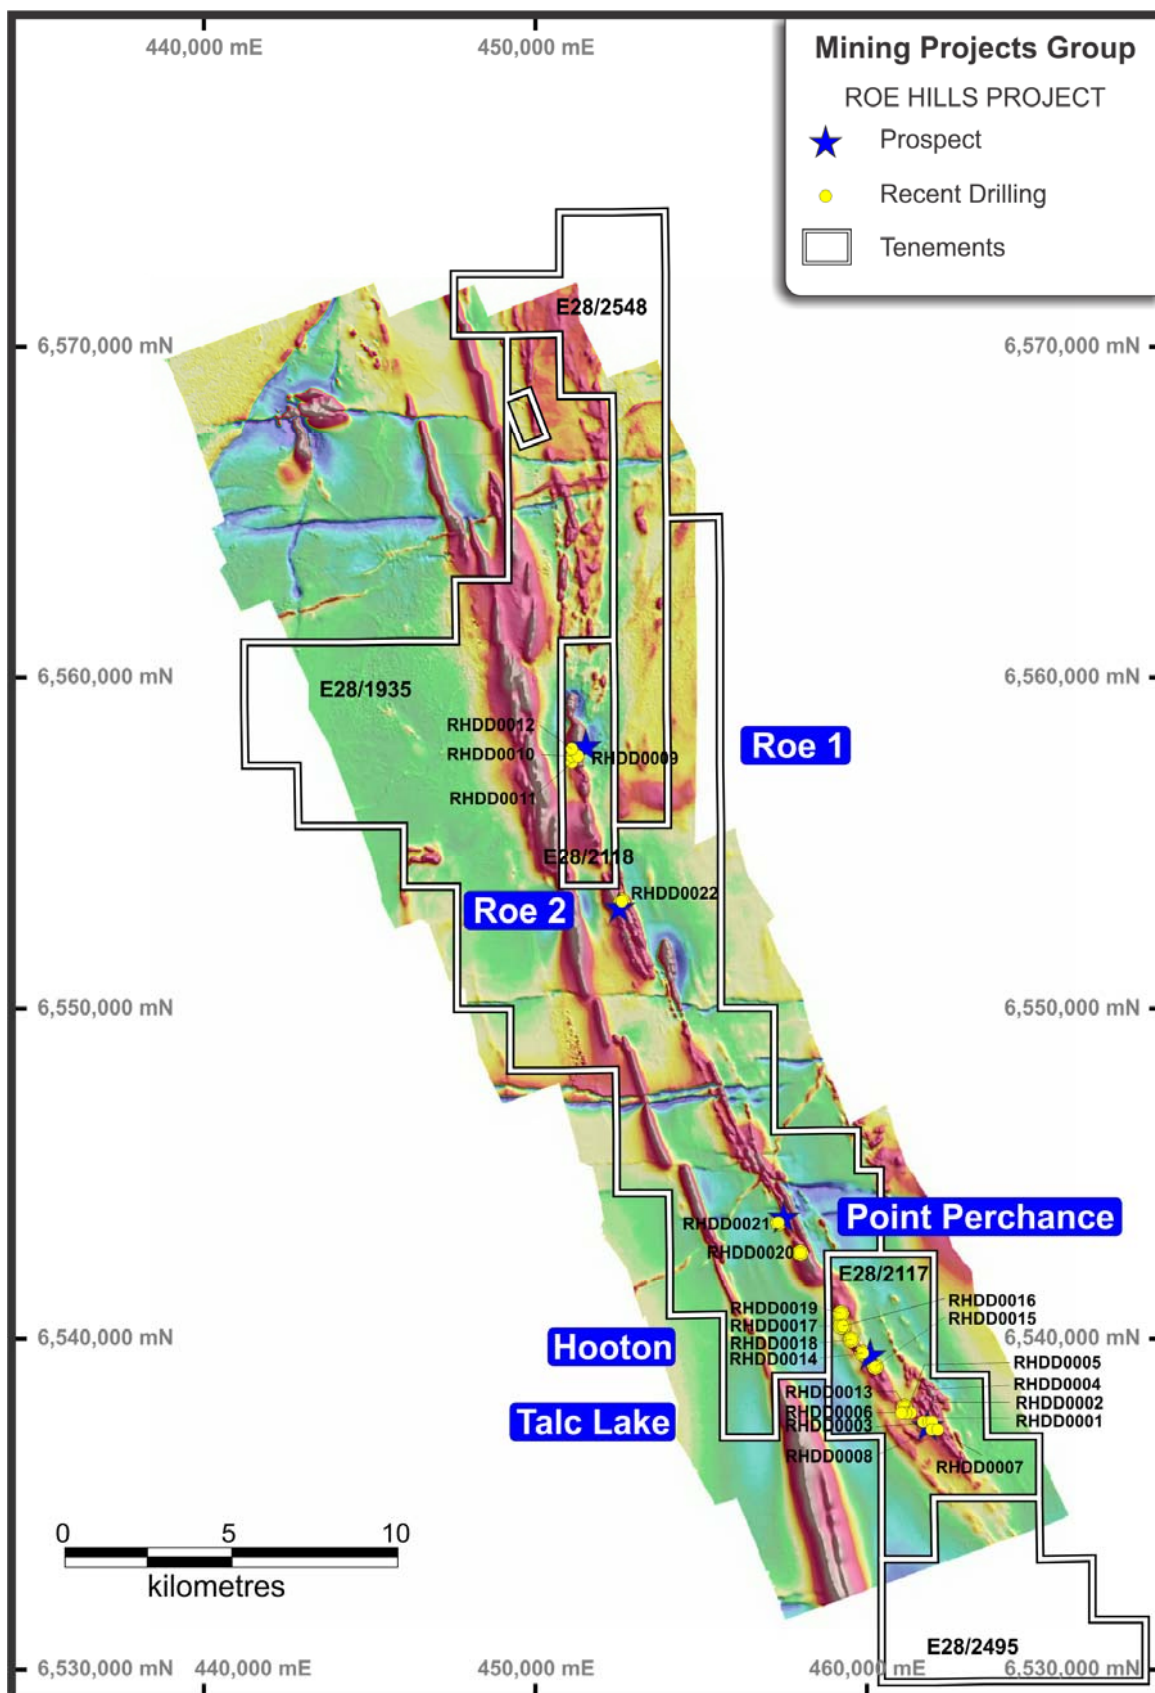 440,000 mE
450,000 mE
Mining Projects Group
ROE HILLS PROJECT
Prospect
Recent Drilling
Tenements
E28/2548
6,570,000 mN
6,570,000 mN
6,560,000 mN
6,560,000 mN
E28/1935
RHDD0012
RHDD0010
RHDD0009
Roe 1
RHDD0011
E28/2118
RHDD0022
Roe 2
6,550,000 mN
6,550,000 mN
RHDD0021
Point Perchance
RHDD0020
E28/2117
RHDD0016
RHDD0019
RHDD0015
RHDD0017
6,540,000 mN
6,540,000 mN
RHDD0018
Hooton
RHDD0014
RHDD0005
RHDD0004
RHDD0013
RHDD0002
RHDD0006
RHDD0001
Talc Lake
RHDD0003
RHDD0008
RHDD0007
0
5
10
kilometres
E28/2495
6,530,000 mN
440,000 mE
450,000 mE
460,000 mE
6,530,000 mN